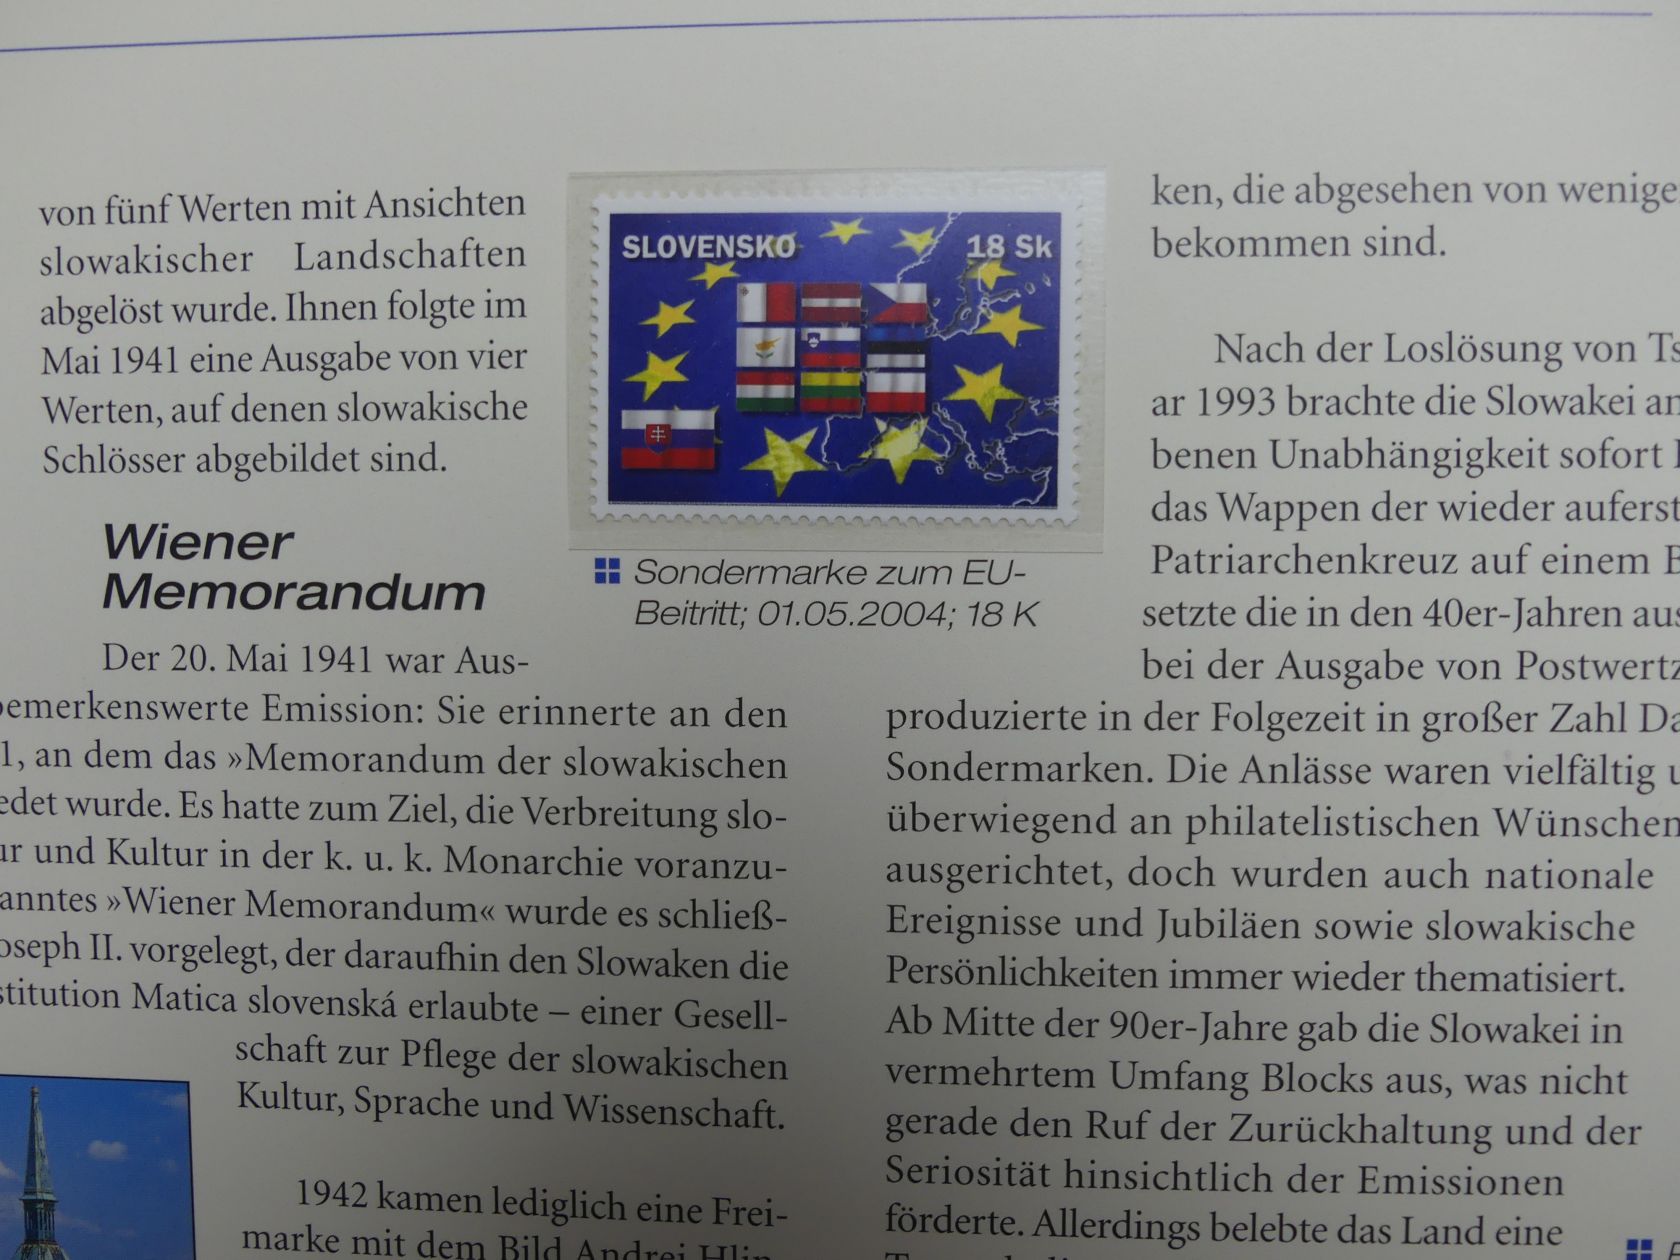 von fünf Werten mit Ansichten
slowakischer Landschaften
abgelöst wurde. Ihnen folgte im
Mai 1941 eine Ausgabe von vier
Werten, auf denen slowakische
Schlösser abgebildet sind.
Wiener
Memorandum
Der 20. Mai 1941 war Aus-
bemerkenswerte Emission: Sie erinnerte an den
1, an dem das »Memorandum der slowakischen
edet wurde. Es hatte zum Ziel, die Verbreitung slo-
ur und Kultur in der k. u. k. Monarchie voranzu-
anntes »Wiener Memorandum« wurde es schließ-
oseph II. vorgelegt, der daraufhin den Slowaken die
stitution Matica slovenská erlaubte – einer Gesell-
schaft zur Pflege der slowakischen
Kultur, Sprache und Wissenschaft.
1942 kamen lediglich eine Frei-
marke mit dem Bild Andrej Hlin-
SLOVENSKO 18 Sk
Sondermarke zum EU-
Beitritt; 01.05.2004; 18 K
ken, die abgesehen von wenige
bekommen sind.
Nach der Loslösung von Ts
ar 1993 brachte die Slowakei an
benen Unabhängigkeit sofort
das Wappen der wieder auferst
Patriarchenkreuz auf einem
setzte die in den 40er-Jahren aus
bei der Ausgabe von Postwertz
produzierte in der Folgezeit in großer Zahl Da
Sondermarken. Die Anlässe waren vielfältig u
überwiegend an philatelistischen Wünschen
ausgerichtet, doch wurden auch nationale
Ereignisse und Jubiläen sowie slowakische
Persönlichkeiten immer wieder thematisiert.
Ab Mitte der 90er-Jahre gab die Slowakei in
vermehrtem Umfang Blocks aus, was nicht
gerade den Ruf der Zurückhaltung und der
Seriosität hinsichtlich der Emissionen
förderte. Allerdings belebte das Land eine